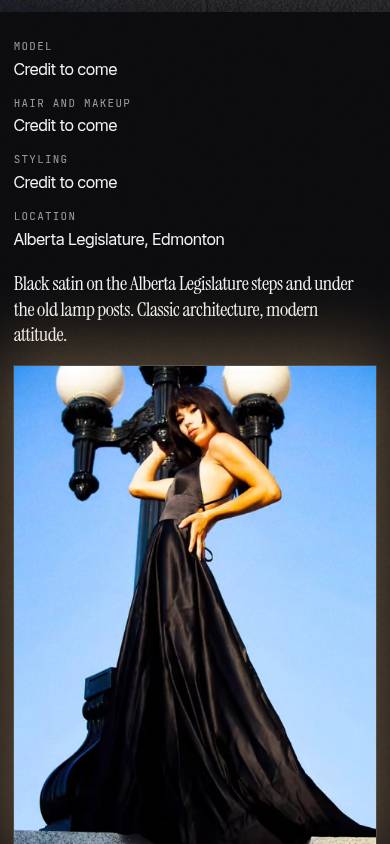 MODEL
Credit to come
HAIR AND MAKEUP
Credit to come
STYLING
Credit to come
LOCATION
Alberta Legislature, Edmonton
Black satin on the Alberta Legislature steps and under
the old lamp posts. Classic architecture, modern
attitude.